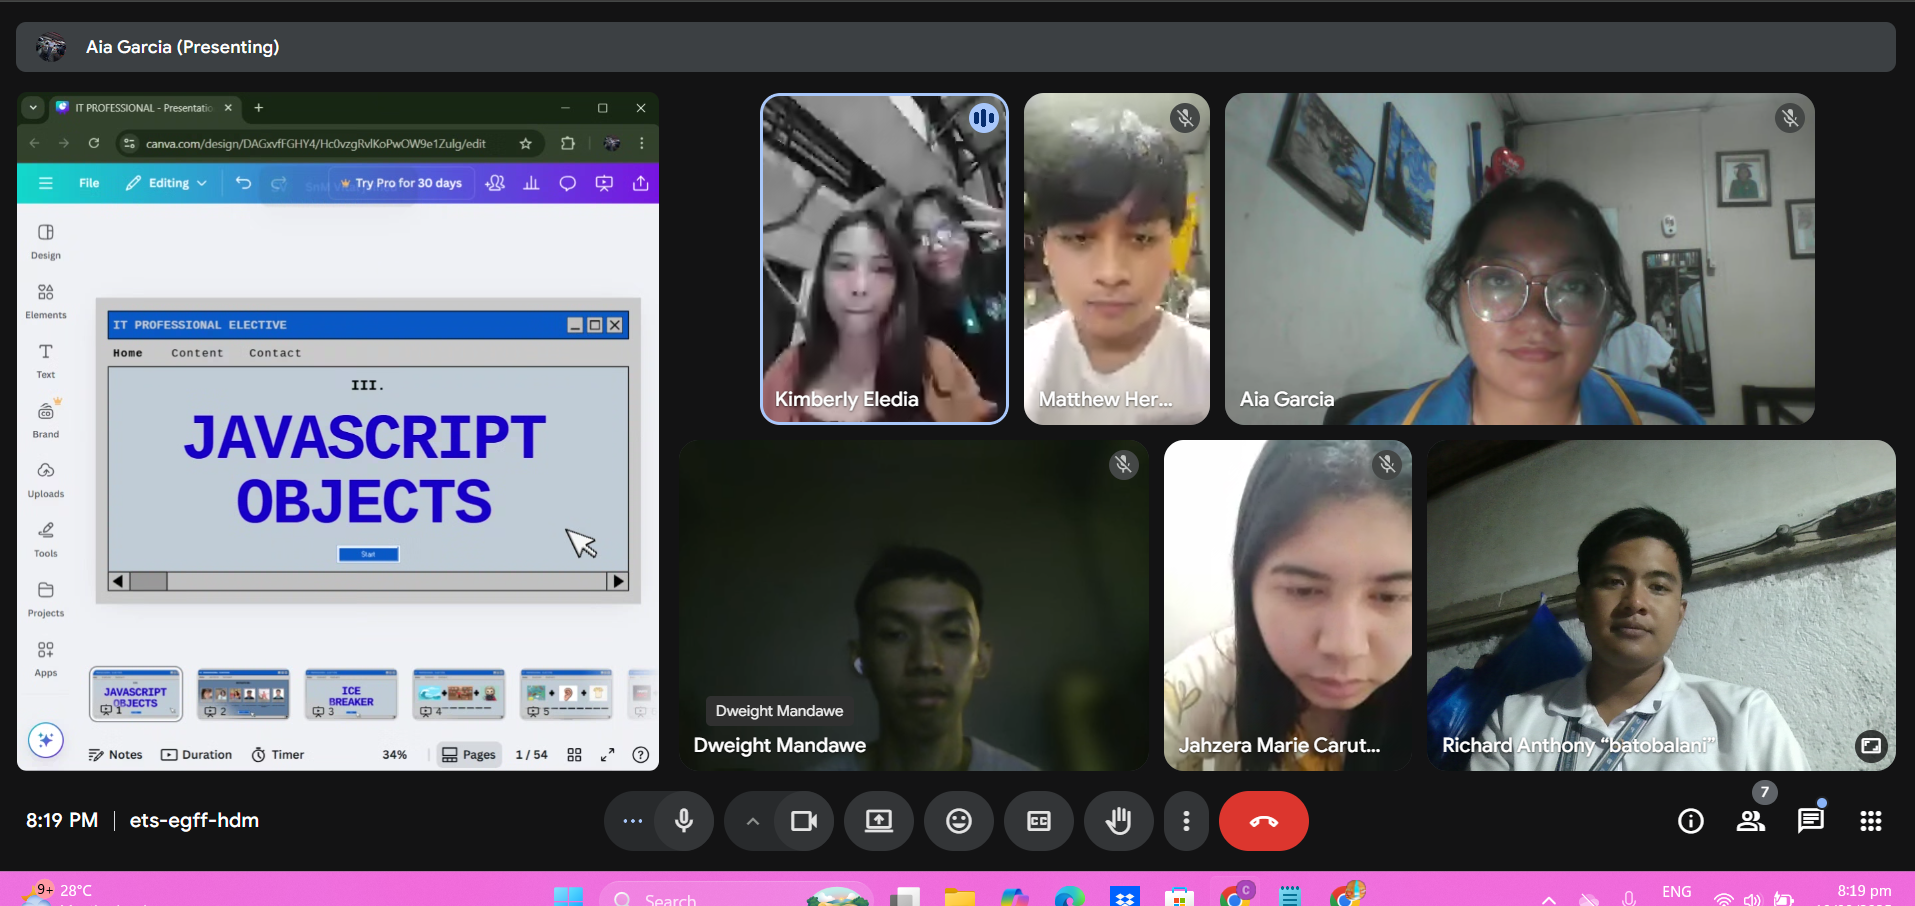 Aia Garcia (Presenting)
IT PROFESSIONAL - Presentatio
canva.com/design/DAGxvfFGHY4/Hc0vzgRvlKoPwOW9e1Zulg/edit
File
Editing
Try Pro for 30 days
Design
Elements
Text
Brand
Uploads
Tools
Projects
Apps
IT PROFESSIONAL ELECTIVE
Home Content Contact
III.
JAVASCRIPT
OBJECTS
Start
JAVASCRIPT
OBJECTS
1
2
ICE
BREAKER
3
4
5
Notes
Duration
Timer
34%
Pages
1 / 54
Kimberly Eledia
Matthew Her...
Aia Garcia
Dweight Mandawe
Dweight Mandawe
Jahzera Marie Carut...
Richard Anthony “batobalani”
8:19 PM | ets-egff-hdm
CC
7
9+
28°C
Search
C
ENG
8:19 pm